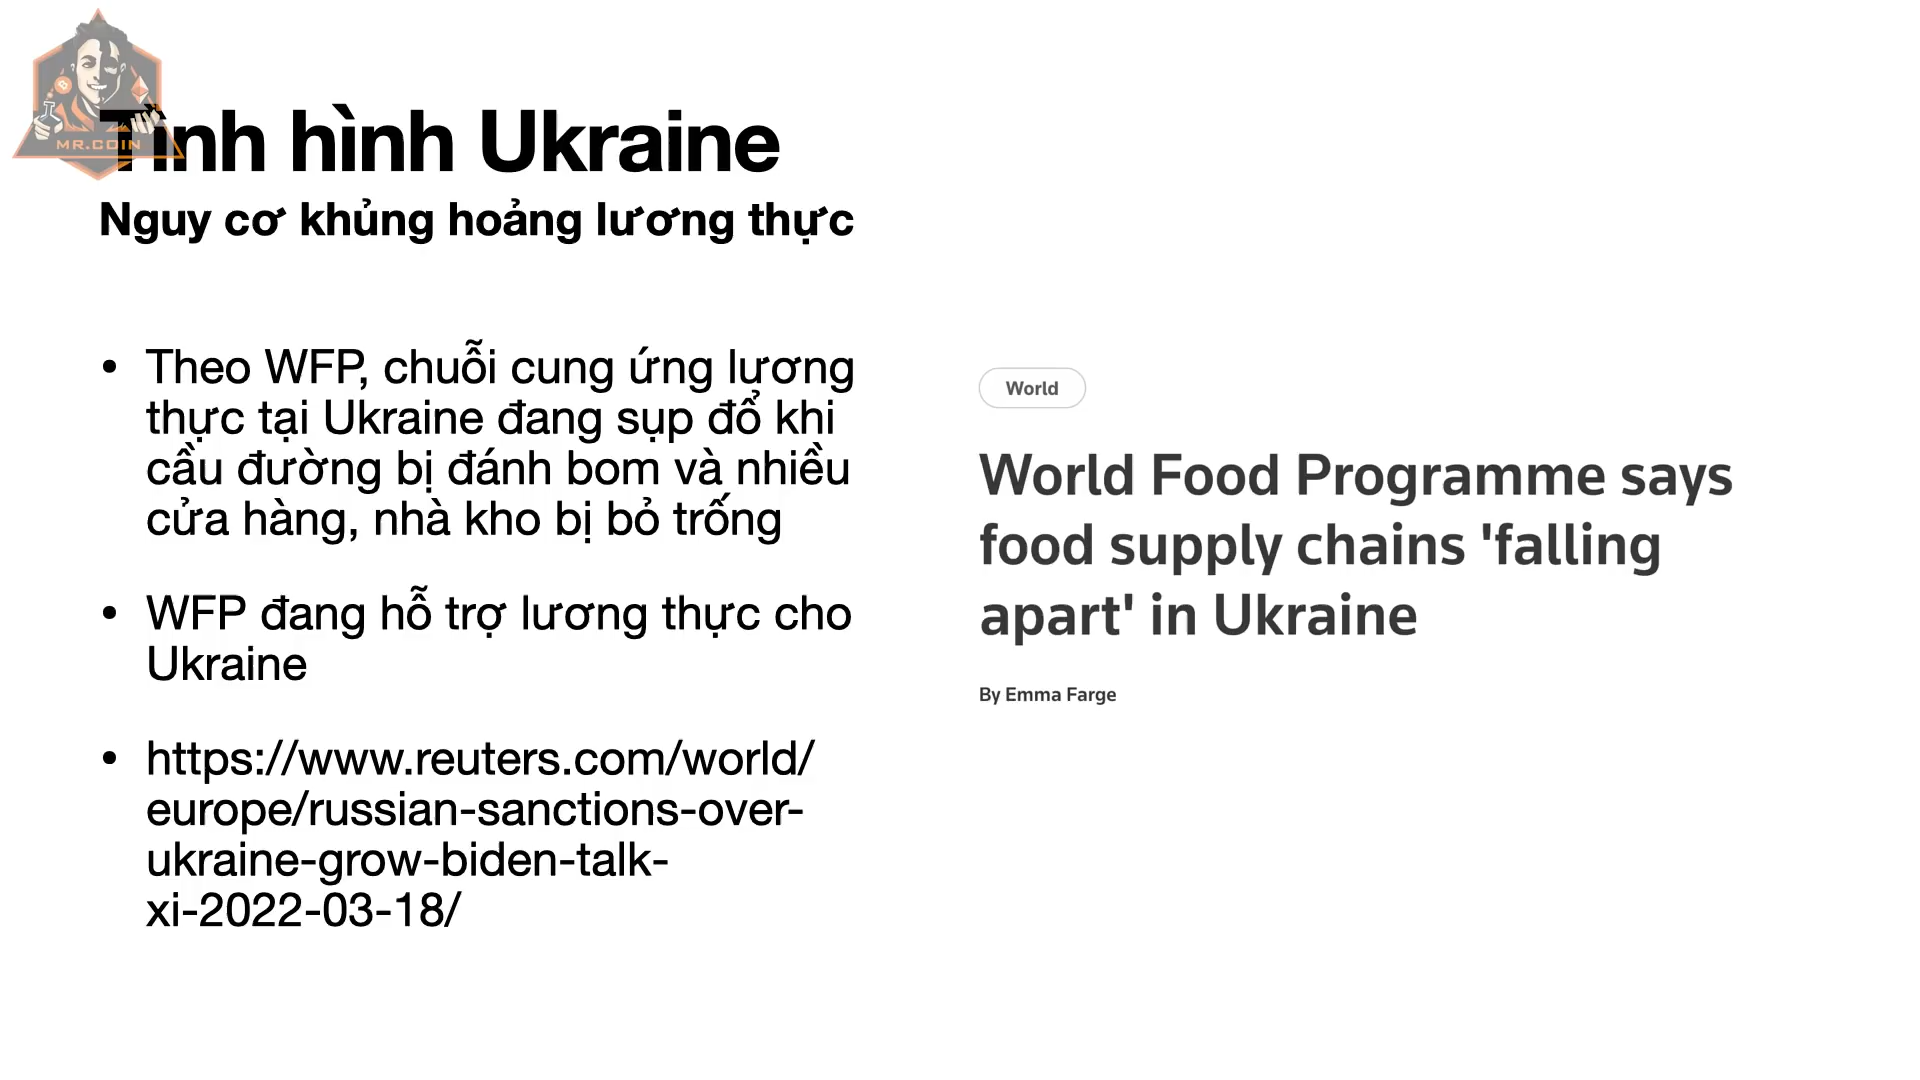 MR.COIN
Tình hình Ukraine
Nguy cơ khủng hoảng lương thực
• Theo WFP, chuỗi cung ứng lương
thực tại Ukraine đang sụp đổ khi
cầu đường bị đánh bom và nhiều
cửa hàng, nhà kho bị bỏ trống
• WFP đang hỗ trợ lương thực cho
Ukraine
• https://www.reuters.com/world/
europe/russian-sanctions-over-
ukraine-grow-biden-talk-
xi-2022-03-18/
World
World Food Programme says
food supply chains 'falling
apart' in Ukraine
By Emma Farge